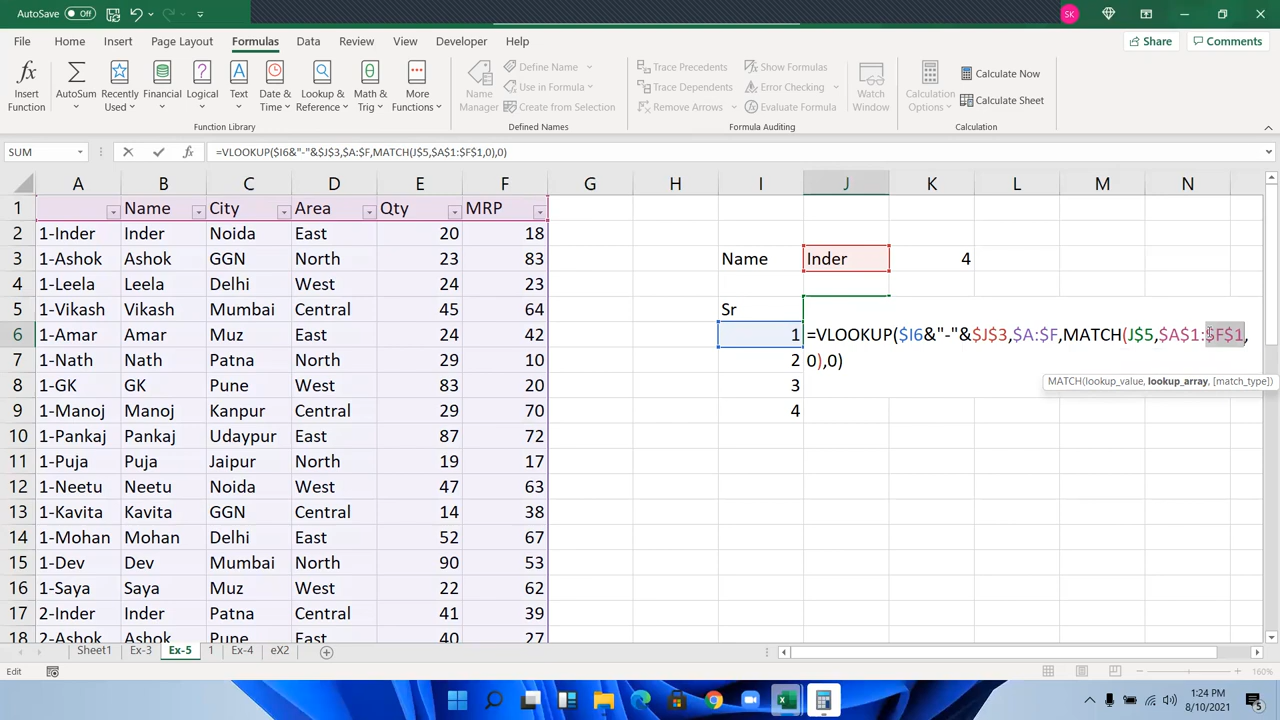 AutoSave Off SK
File Home Insert Page Layout Formulas Data Review View Developer Help Share Comments
Insert Function AutoSum Recently Used Financial Logical Text Date & Time Lookup & Reference Math & Trig More Functions Name Manager Define Name Use in Formula Create from Selection Trace Precedents Trace Dependents Remove Arrows Show Formulas Error Checking Evaluate Formula Watch Window Calculation Options Calculate Now Calculate Sheet
Function Library Defined Names Formula Auditing Calculation
SUM =VLOOKUP($I6&"-"&$J$3,$A:$F,MATCH(J$5,$A$1:$F$1,0),0)
A B C D E F G H I J K L M N
1 Name City Area Qty MRP
2 1-Inder Inder Noida East 20 18
3 1-Ashok Ashok GGN North 23 83 Name Inder 4
4 1-Leela Leela Delhi West 24 23
5 1-Vikash Vikash Mumbai Central 45 64 Sr
6 1-Amar Amar Muz East 24 42 1 =VLOOKUP($I6&"-"&$J$3,$A:$F,MATCH(J$5,$A$1:$F$1,
7 1-Nath Nath Patna North 29 10 2 0),0)
8 1-GK GK Pune West 29 42 3 MATCH(lookup_value, lookup_array, [match_type])
9 1-Manoj Manoj Kanpur Central 29 70 4
10 1-Pankaj Pankaj Udaypur East 87 72
11 1-Puja Puja Jaipur North 19 17
12 1-Neetu Neetu Noida West 47 63
13 1-Kavita Kavita GGN East 14 38
14 1-Mohan Mohan Delhi East 52 67
15 1-Dev Dev Mumbai North 90 53
16 1-Saya Saya Muz West 22 62
17 2-Inder Inder Patna Central 41 39
18 2-Ashok Ashok Pune East 40 27
Sheet1 Ex-3 Ex-5 1 Ex-4 eX2
Edit 160%
1:24 PM
8/10/2021 5